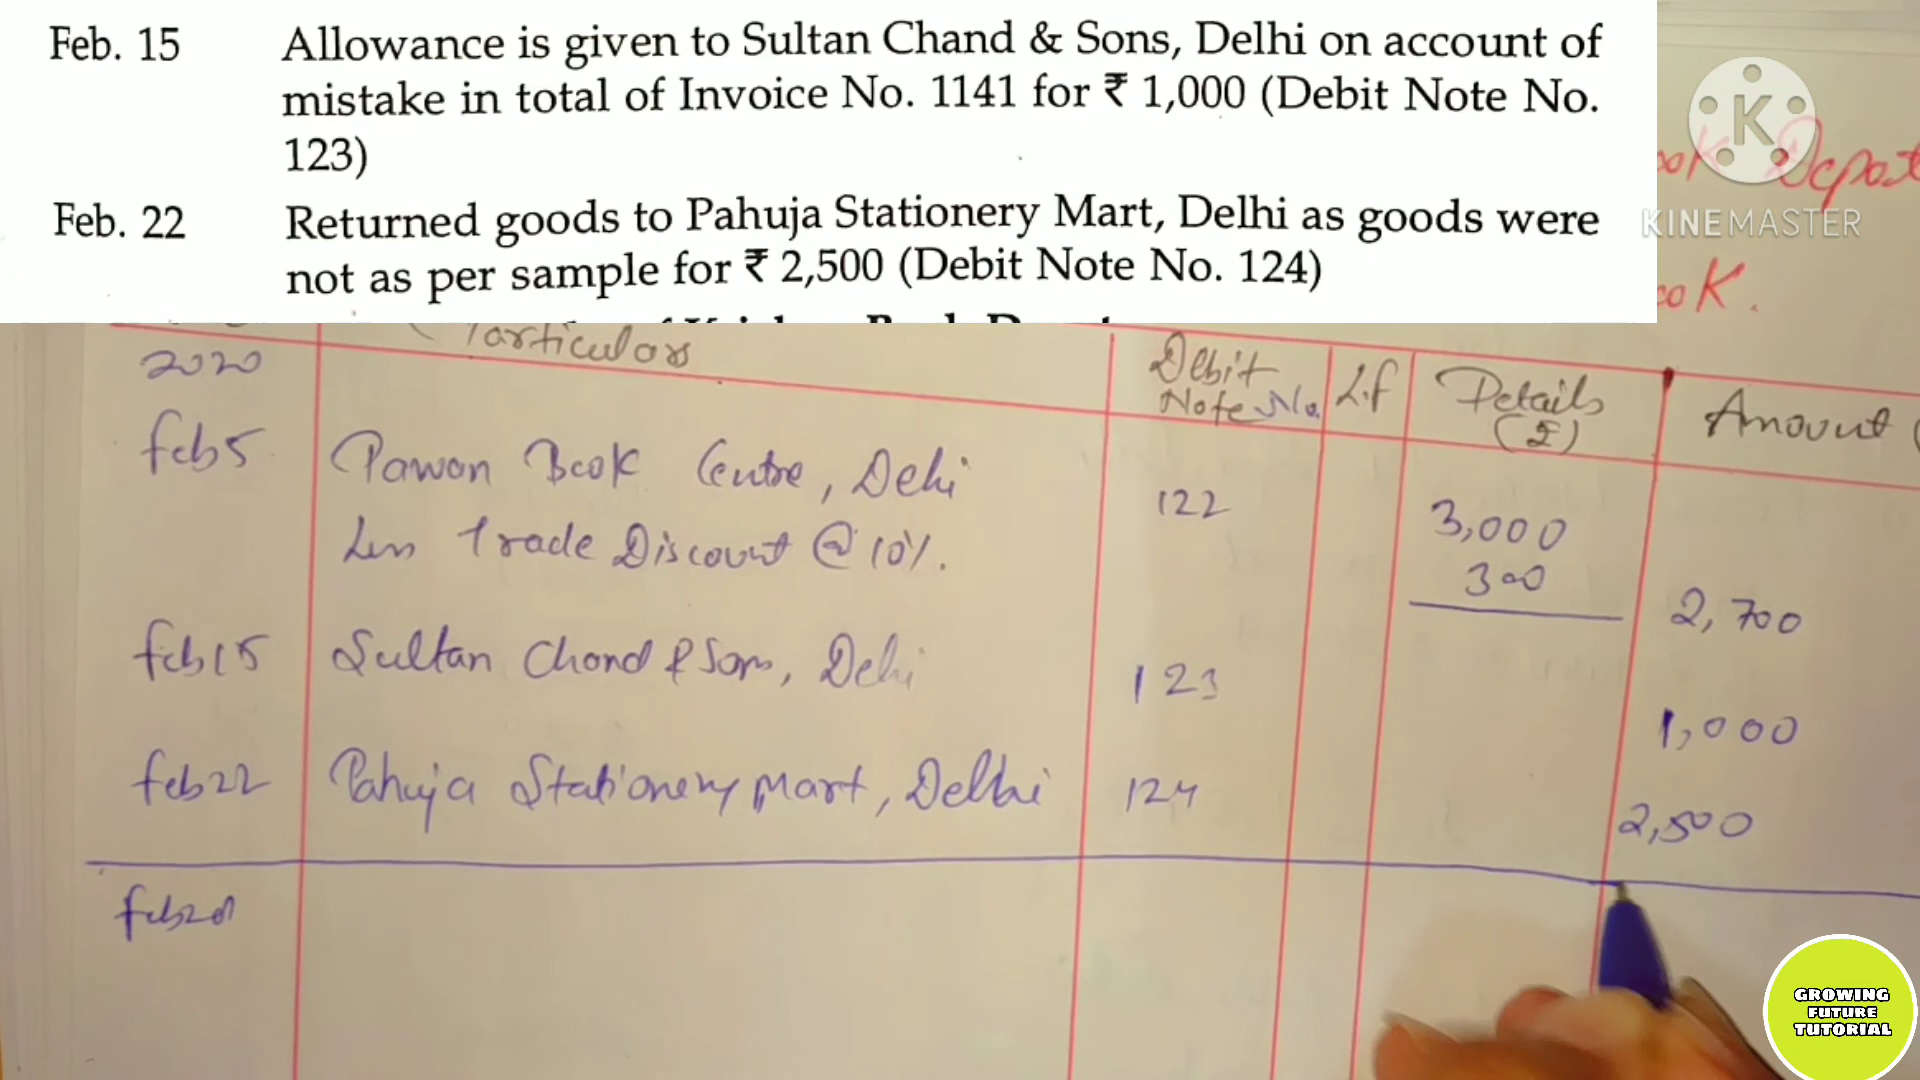 Feb. 15 Allowance is given to Sultan Chand & Sons, Delhi on account of
mistake in total of Invoice No. 1141 for ₹ 1,000 (Debit Note No.
123)
Feb. 22 Returned goods to Pahuja Stationery Mart, Delhi as goods were
not as per sample for ₹ 2,500 (Debit Note No. 124)
K
Depot
KINEMASTER
ook.
2020 Particulars Debit Note No. L.f Details (₹) Amount (
feb 5 Pawan Book Centre, Delhi 122 3,000
Less Trade Discount @ 10%. 300 2,700
feb 15 Sultan Chand & Sons, Delhi 123 1,000
feb 22 Pahuja Stationery Mart, Delhi 124 2,500
GROWING
FUTURE
TUTORIAL